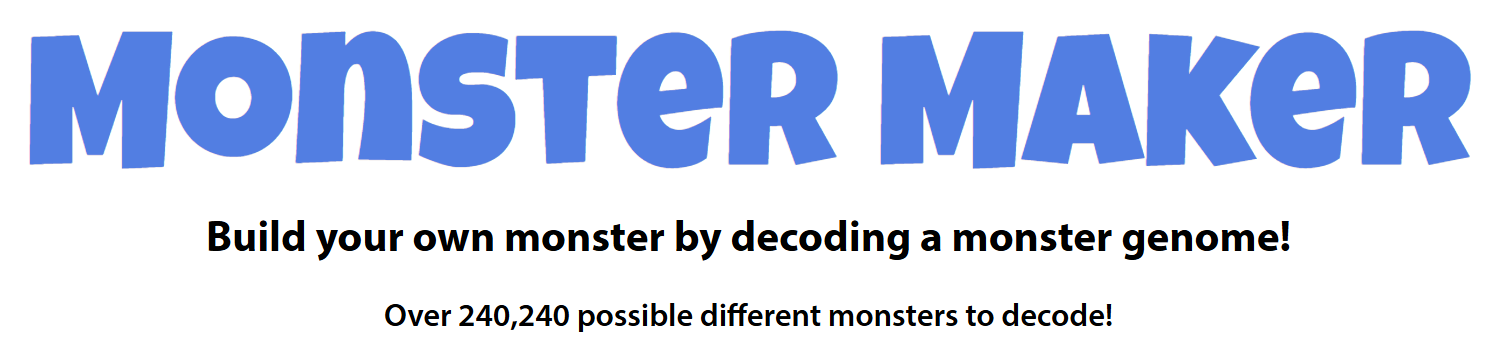 Monster Maker
Build your own monster by decoding a monster genome!
Over 240,240 possible different monsters to decode!